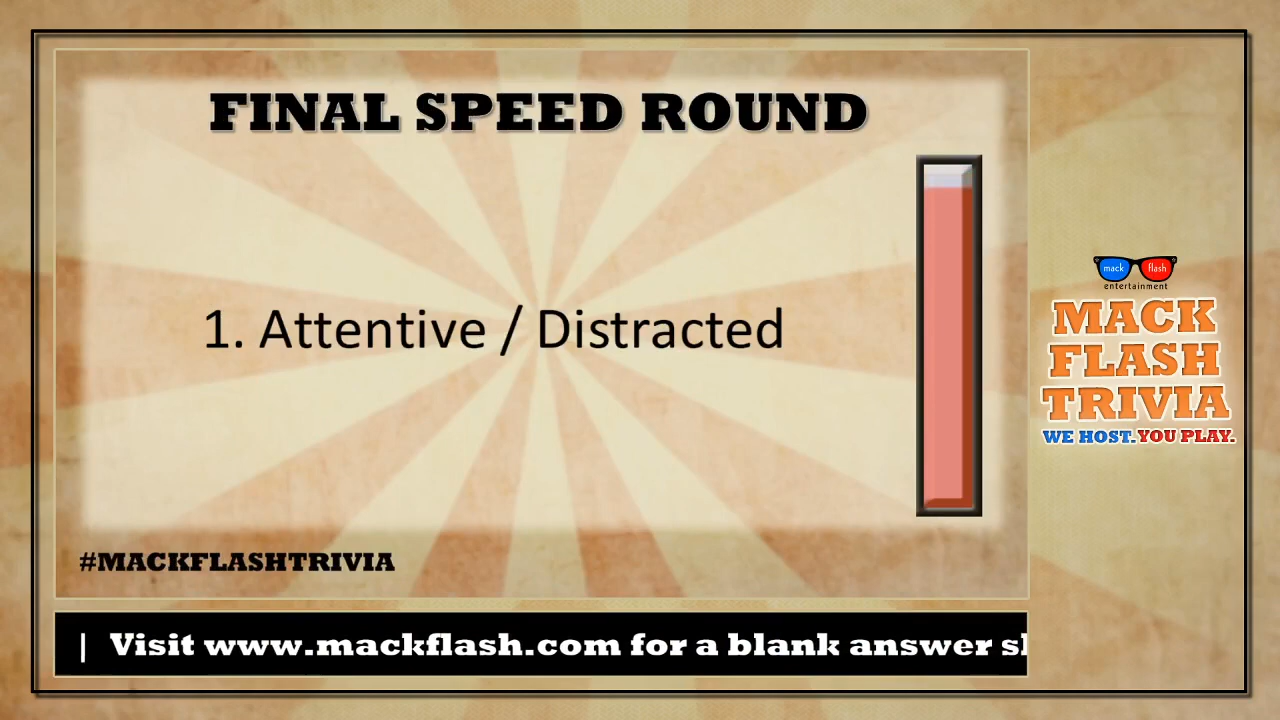 FINAL SPEED ROUND
1. Attentive / Distracted
#MACKFLASHTRIVIA
| Visit www.mackflash.com for a blank answer
mack flash
entertainment
MACK
FLASH
TRIVIA
WE HOST. YOU PLAY.